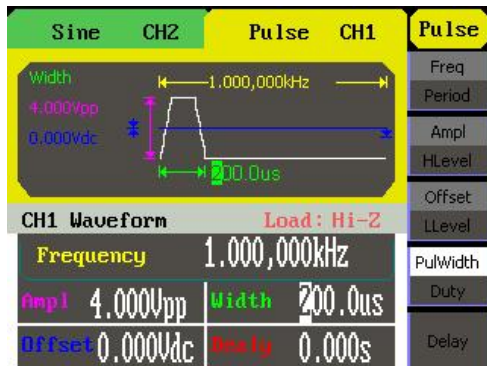 Sine CH2 Pulse CH1 Pulse
Width 1.000,000kHz
4.000Vpp
0.000Vdc
200.0us
Freq
Period
Ampl
HLevel
Offset
LLevel
PulWidth
Duty
Delay
CH1 Waveform Load: Hi-Z
Frequency 1.000,000kHz
Ampl 4.000Vpp Width 200.0us
Offset 0.000Vdc Dealy 0.000s